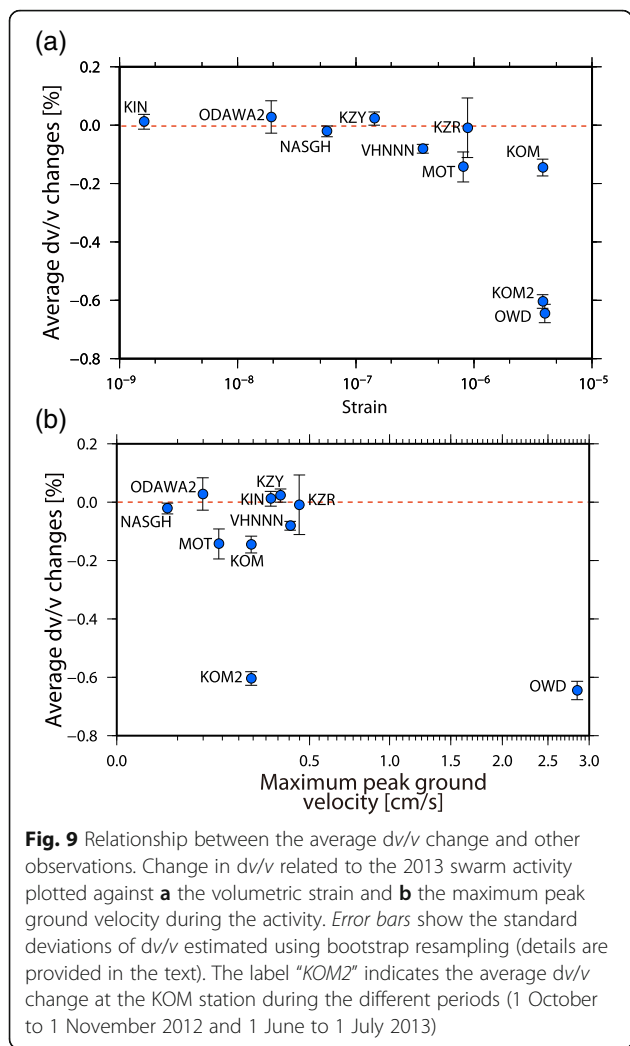 (a)
0.2
0.0
−0.2
−0.4
−0.6
−0.8
Average dv/v changes [%]
KIN
ODAWA2
NASGH
KZY
VHNNN
KZR
MOT
KOM
KOM2
OWD
10⁻⁹
10⁻⁸
10⁻⁷
10⁻⁶
10⁻⁵
Strain
(b)
0.2
0.0
−0.2
−0.4
−0.6
−0.8
Average dv/v changes [%]
ODAWA2
NASGH
KZY
KIN
KZR
VHNNN
MOT
KOM
KOM2
OWD
0.0
0.5
1.0
1.5
2.0
2.5
3.0
Maximum peak ground
velocity [cm/s]
Fig. 9 Relationship between the average dv/v change and other
observations. Change in dv/v related to the 2013 swarm activity
plotted against a the volumetric strain and b the maximum peak
ground velocity during the activity. Error bars show the standard
deviations of dv/v estimated using bootstrap resampling (details are
provided in the text). The label "KOM2" indicates the average dv/v
change at the KOM station during the different periods (1 October
to 1 November 2012 and 1 June to 1 July 2013)